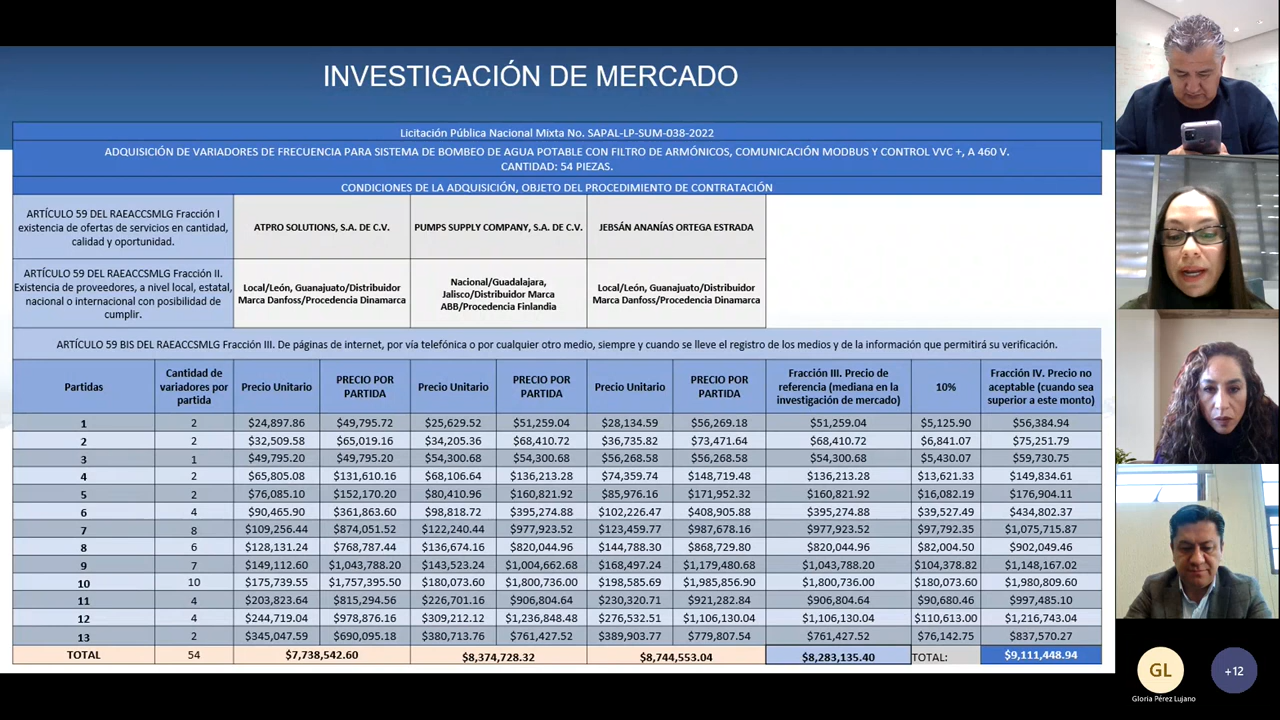 INVESTIGACIÓN DE MERCADO
Licitación Pública Nacional Mixta No. SAPAL-LP-SUM-038-2022
ADQUISICIÓN DE VARIADORES DE FRECUENCIA PARA SISTEMA DE BOMBEO DE AGUA POTABLE CON FILTRO DE ARMÓNICOS, COMUNICACIÓN MODBUS Y CONTROL VVC +, A 460 V.
CANTIDAD: 54 PIEZAS.
CONDICIONES DE LA ADQUISICIÓN, OBJETO DEL PROCEDIMIENTO DE CONTRATACIÓN
ARTÍCULO 59 DEL RAEACCSMLG Fracción I
existencia de ofertas de servicios en cantidad,
calidad y oportunidad.
ATPRO SOLUTIONS, S.A. DE C.V.
PUMPS SUPPLY COMPANY, S.A. DE C.V.
JEBSÁN ANANÍAS ORTEGA ESTRADA
ARTÍCULO 59 DEL RAEACCSMLG Fracción II.
Existencia de proveedores, a nivel local, estatal,
nacional o internacional con posibilidad de
cumplir.
Local/León, Guanajuato/Distribuidor
Marca Danfoss/Procedencia Dinamarca
Nacional/Guadalajara,
Jalisco/Distribuidor Marca
ABB/Procedencia Finlandia
Local/León, Guanajuato/Distribuidor
Marca Danfoss/Procedencia Dinamarca
ARTÍCULO 59 BIS DEL RAEACCSMLG Fracción III. De páginas de internet, por vía telefónica o por cualquier otro medio, siempre y cuando se lleve el registro de los medios y de la información que permitirá su verificación.
Partidas
Cantidad de
variadores por
partida
Precio Unitario
PRECIO POR
PARTIDA
Precio Unitario
PRECIO POR
PARTIDA
Precio Unitario
PRECIO POR
PARTIDA
Fracción III. Precio de
referencia (mediana en la
investigación de mercado)
10%
Fracción IV. Precio no
aceptable (cuando sea
superior a este monto)
1 2 $24,897.86 $49,795.72 $25,629.52 $51,259.04 $28,134.59 $56,269.18 $51,259.04 $5,125.90 $56,384.94
2 2 $32,509.58 $65,019.16 $34,205.36 $68,410.72 $36,735.82 $73,471.64 $68,410.72 $6,841.07 $75,251.79
3 1 $49,795.20 $49,795.20 $54,300.68 $54,300.68 $56,268.58 $56,268.58 $54,300.68 $5,430.07 $59,730.75
4 2 $65,805.08 $131,610.16 $68,106.64 $136,213.28 $74,359.74 $148,719.48 $136,213.28 $13,621.33 $149,834.61
5 2 $76,085.10 $152,170.20 $80,410.96 $160,821.92 $85,976.16 $171,952.32 $160,821.92 $16,082.19 $176,904.11
6 4 $90,465.90 $361,863.60 $98,818.72 $395,274.88 $102,226.47 $408,905.88 $395,274.88 $39,527.49 $434,802.37
7 8 $109,256.44 $874,051.52 $122,240.44 $977,923.52 $123,459.77 $987,678.16 $977,923.52 $97,792.35 $1,075,715.87
8 6 $128,131.24 $768,787.44 $136,674.16 $820,044.96 $144,788.30 $868,729.80 $820,044.96 $82,004.50 $902,049.46
9 7 $149,112.60 $1,043,788.20 $143,523.24 $1,004,662.68 $168,497.24 $1,179,480.68 $1,043,788.20 $104,378.82 $1,148,167.02
10 10 $175,739.55 $1,757,395.50 $180,073.60 $1,800,736.00 $198,585.69 $1,985,856.90 $1,800,736.00 $180,073.60 $1,980,809.60
11 4 $203,823.64 $815,294.56 $226,701.16 $906,804.64 $230,320.71 $921,282.84 $906,804.64 $90,680.46 $997,485.10
12 4 $244,719.04 $978,876.16 $309,212.12 $1,236,848.48 $276,532.51 $1,106,130.04 $1,106,130.04 $110,613.00 $1,216,743.04
13 2 $345,047.59 $690,095.18 $380,713.76 $761,427.52 $389,903.77 $779,807.54 $761,427.52 $76,142.75 $837,570.27
TOTAL 54 $7,738,542.60 $8,374,728.32 $8,744,553.04 $8,283,135.40 TOTAL: $9,111,448.94
GL
+12
Gloria Pérez Lujano